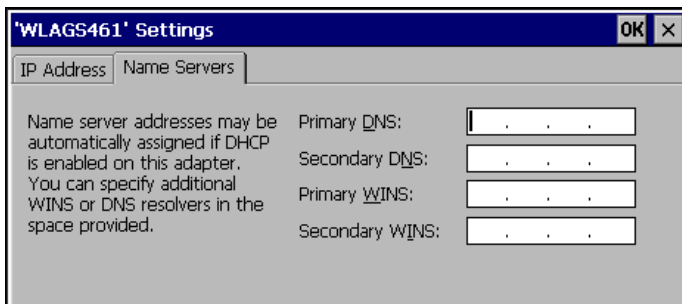 'WLAGS461' Settings OK ×
IP Address Name Servers
Name server addresses may be
automatically assigned if DHCP
is enabled on this adapter.
You can specify additional
WINS or DNS resolvers in the
space provided.
Primary DNS: . . .
Secondary DNS: . . .
Primary WINS: . . .
Secondary WINS: . . .